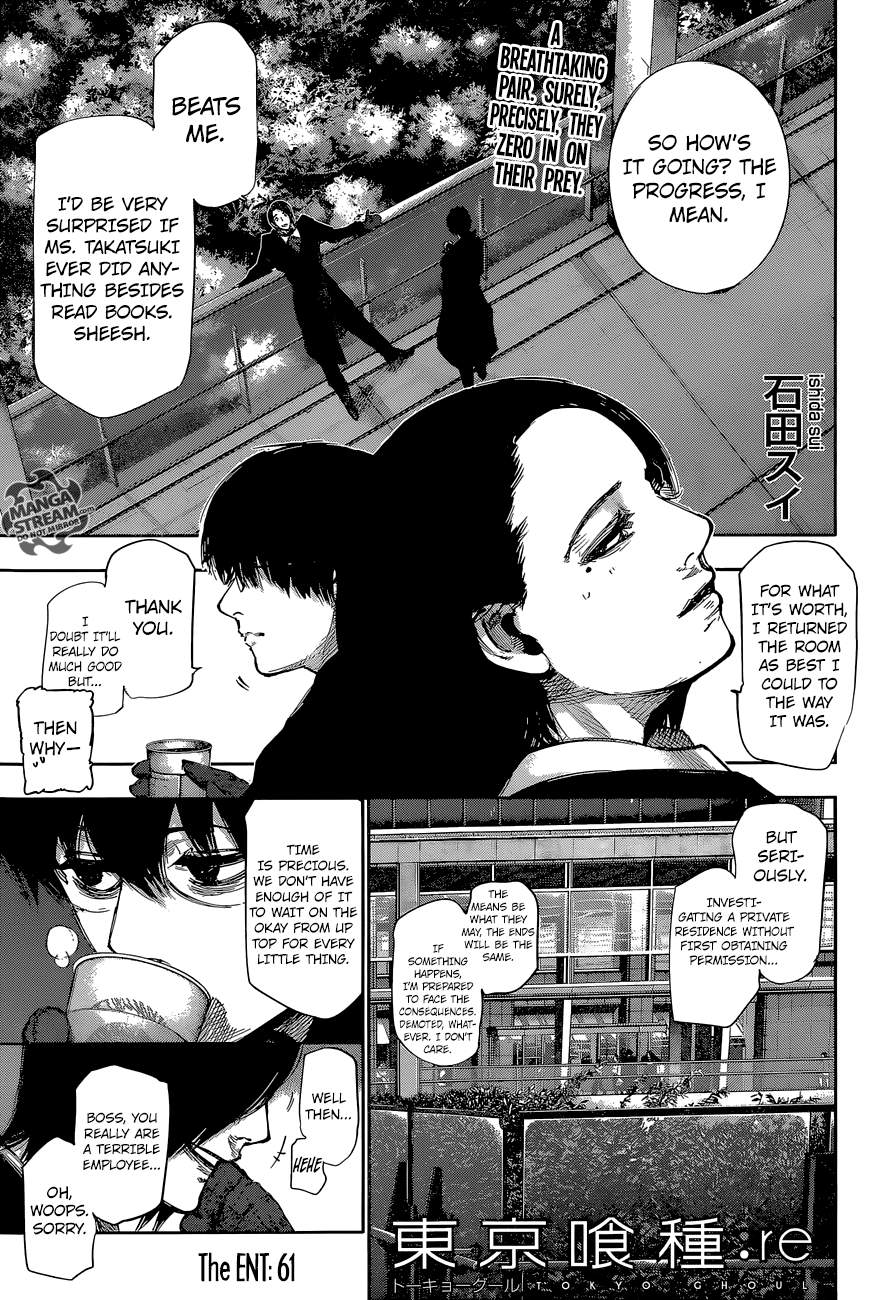 A
BREATHTAKING
PAIR. SURELY,
PRECISELY, THEY
ZERO IN ON
THEIR PREY.
SO HOW'S
IT GOING? THE
PROGRESS, I
MEAN.
BEATS
ME.
I'D BE VERY
SURPRISED IF
MS. TAKATSUKI
EVER DID ANY-
THING BESIDES
READ BOOKS.
SHEESH.
ishida sui
石田スイ
MANGA
STREAM.com
DO NOT MIRROR
FOR WHAT
IT'S WORTH,
I RETURNED
THE ROOM
AS BEST I
COULD TO
THE WAY
IT WAS.
THANK
YOU.
I
DOUBT IT'LL
REALLY DO
MUCH GOOD
BUT...
THEN
WHY—
BUT
SERI-
OUSLY.
INVESTI-
GATING A PRIVATE
RESIDENCE WITHOUT
FIRST OBTAINING
PERMISSION...
THE
MEANS BE
WHAT THEY
MAY, THE ENDS
WILL BE THE
SAME.
IF
SOMETHING
HAPPENS,
I'M PREPARED
TO FACE THE
CONSEQUENCES.
DEMOTED, WHAT-
EVER. I DON'T
CARE.
TIME
IS PRECIOUS.
WE DON'T HAVE
ENOUGH OF IT
TO WAIT ON THE
OKAY FROM UP
TOP FOR EVERY
LITTLE THING.
WELL
THEN...
HEHE
BOSS, YOU
REALLY ARE
A TERRIBLE
EMPLOYEE...
OH,
WOOPS.
SORRY.
The ENT: 61
東京喰種:re
トーキョーグール TOKYO GHOUL